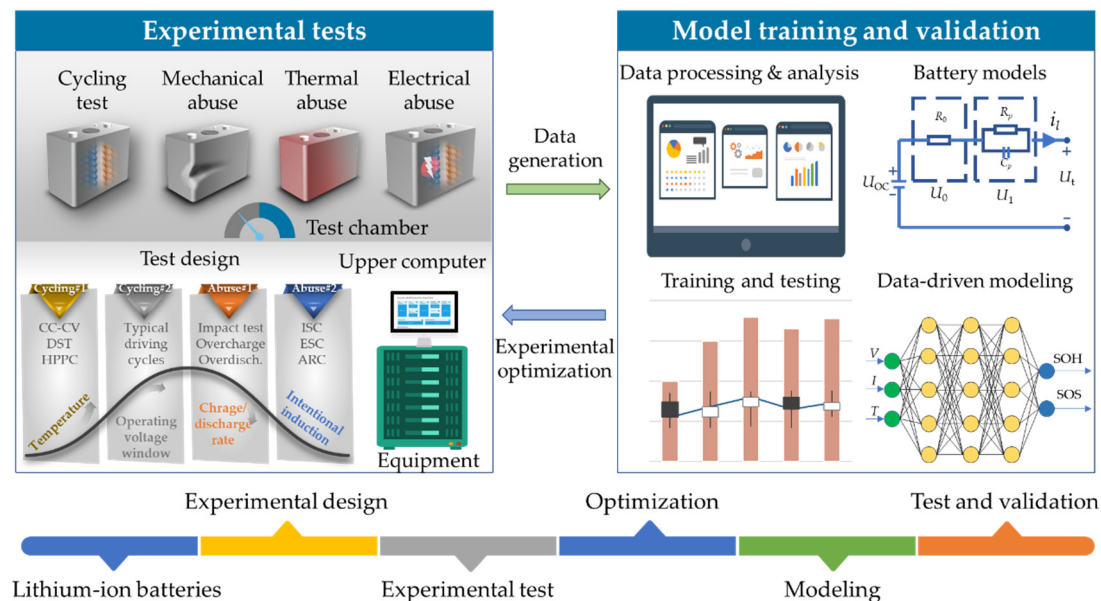 Experimental tests
Cycling
test
Mechanical
abuse
Thermal
abuse
Electrical
abuse
Test chamber
Test design
Upper computer
Cycling#1
CC-CV
DST
HPPC
Temperature
Cycling#2
Typical
driving
cycles
Operating
voltage
window
Abuse#1
Impact test
Overcharge
Overdisch.
Chrage/
discharge
rate
Abuse#2
ISC
ESC
ARC
Intentional
induction
Equipment
Data
generation
Experimental
optimization
Model training and validation
Data processing & analysis
Battery models
R0
Rp
il
Cp
UOC
+
−
U0
U1
+
Ut
−
Training and testing
Data-driven modeling
V
I
T
SOH
SOS
Experimental design
Optimization
Test and validation
Lithium-ion batteries
Experimental test
Modeling